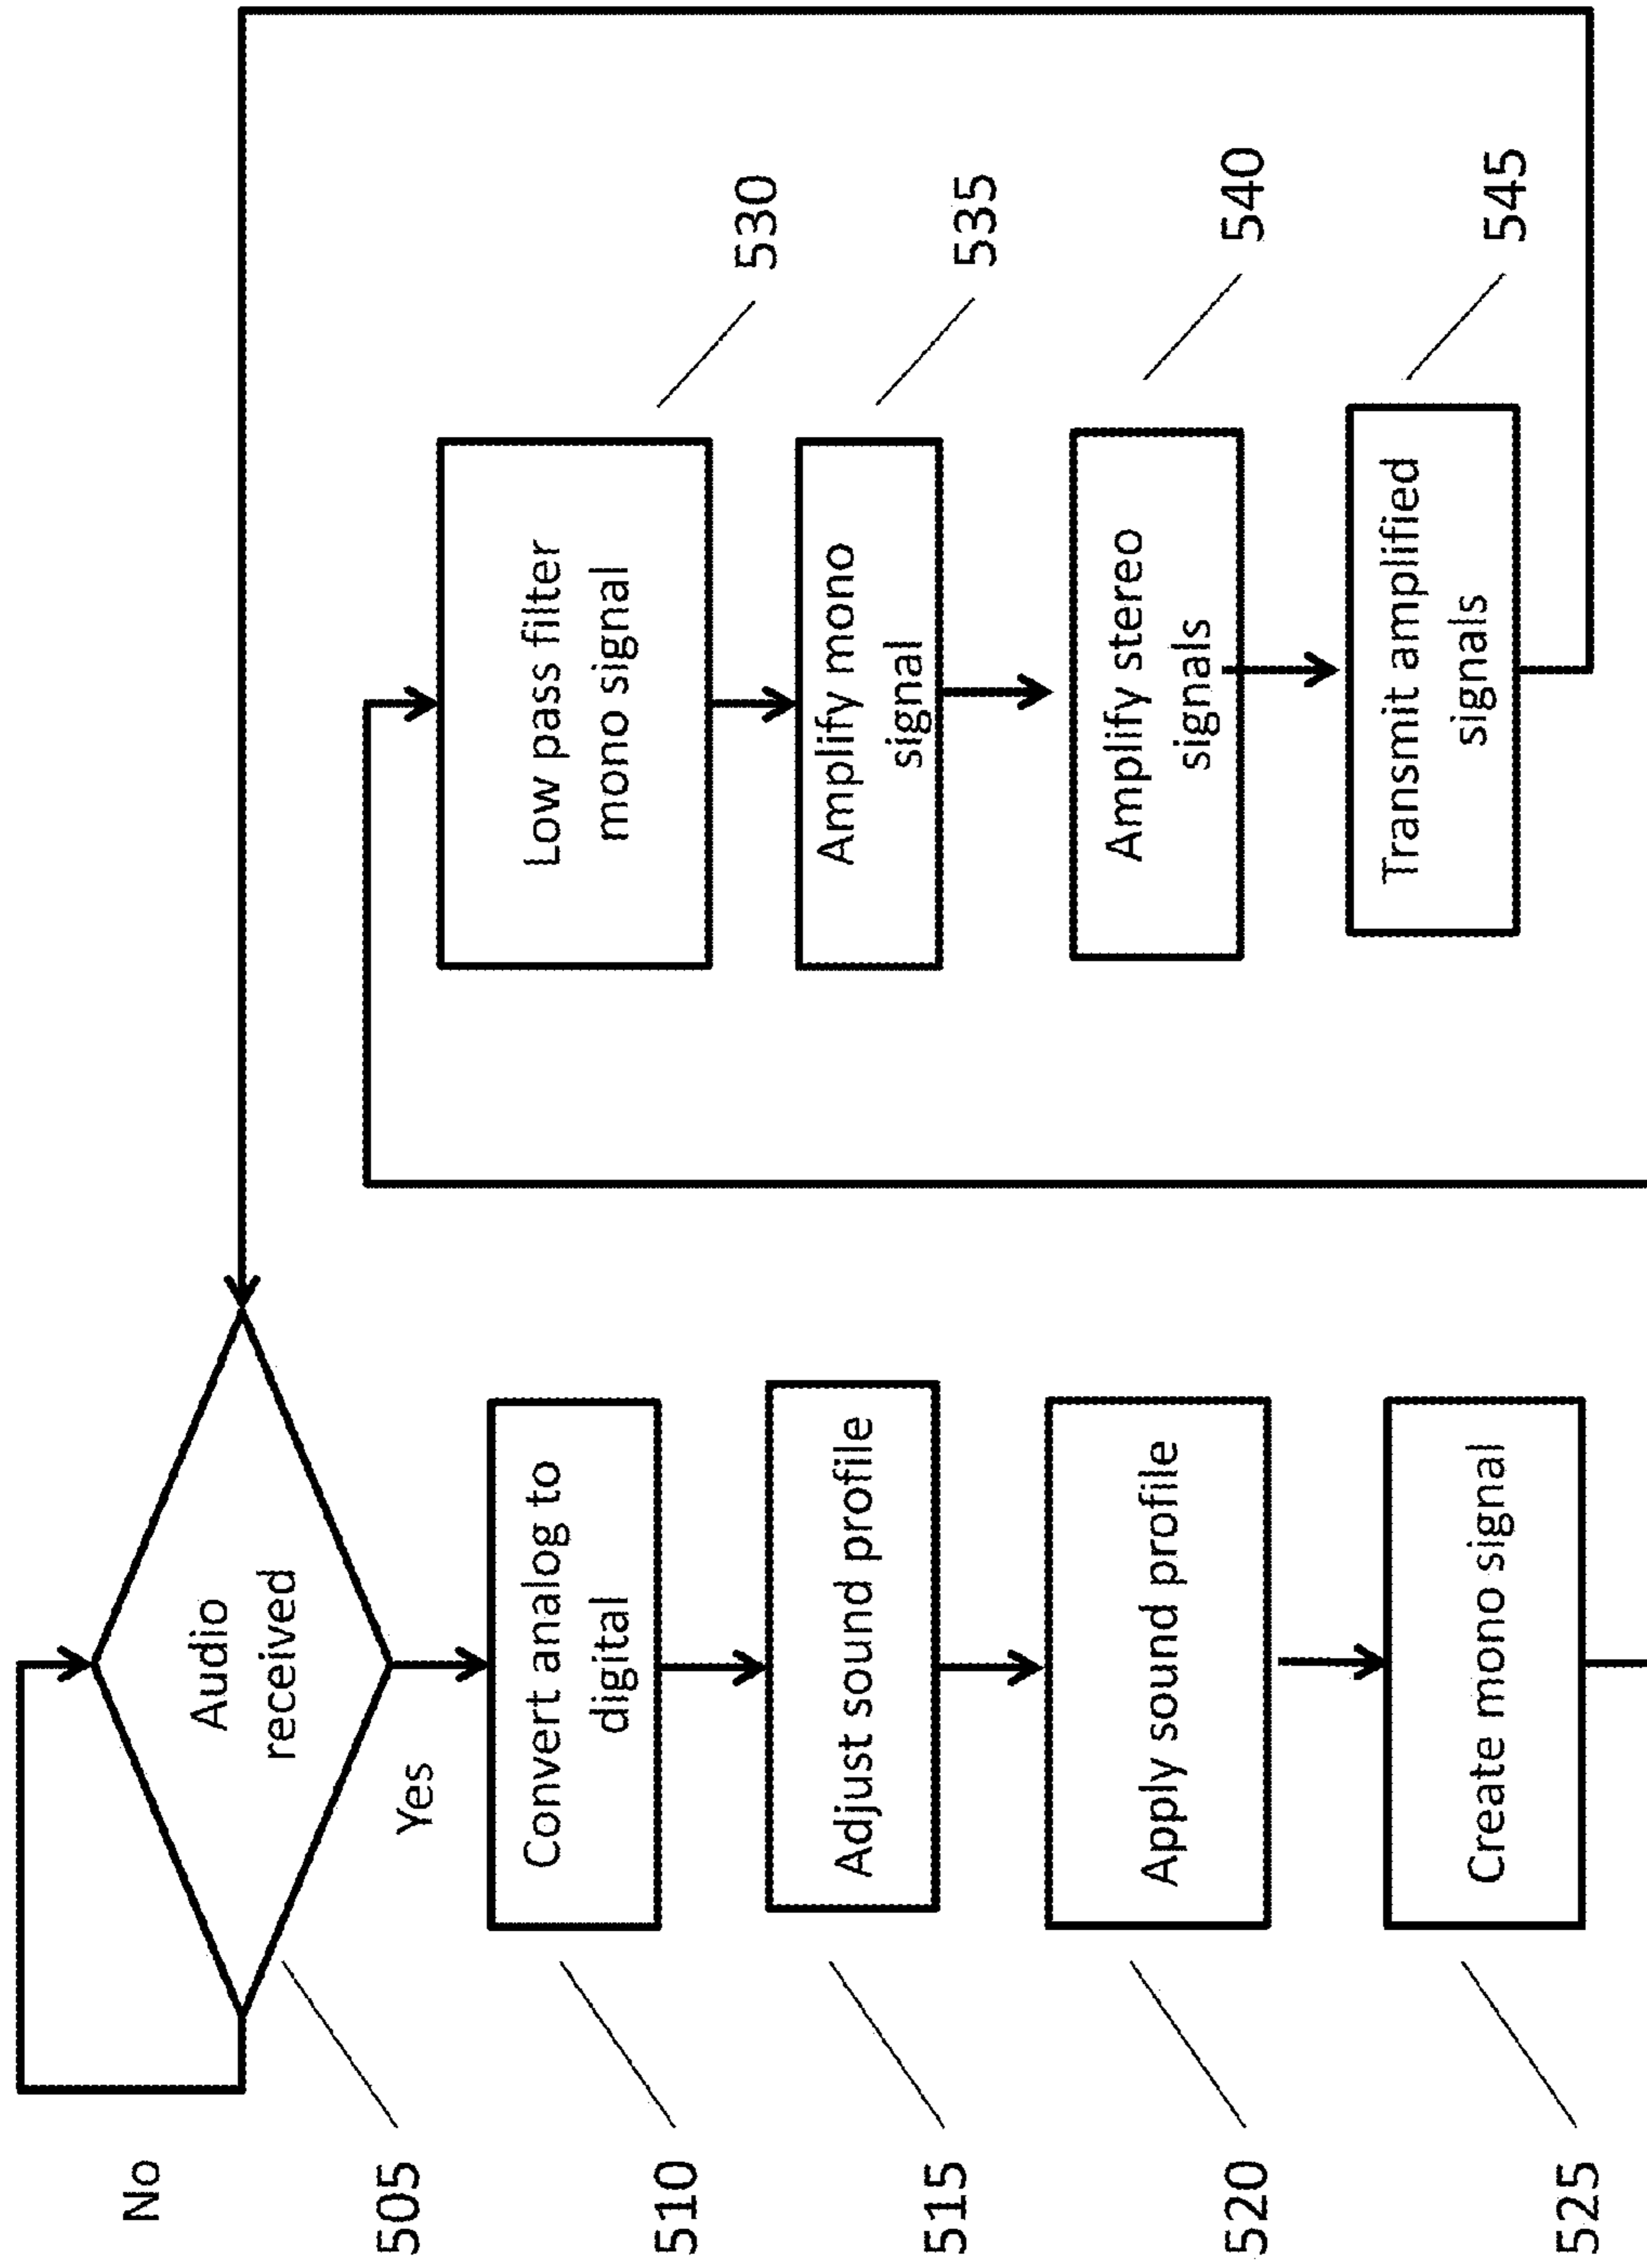 No
Audio
received
505
Yes
Convert analog to
digital
510
Adjust sound profile
515
Apply sound profile
520
Create mono signal
525
Low pass filter
mono signal
530
Amplify mono
signal
535
Amplify stereo
signals
540
Transmit amplified
signals
545